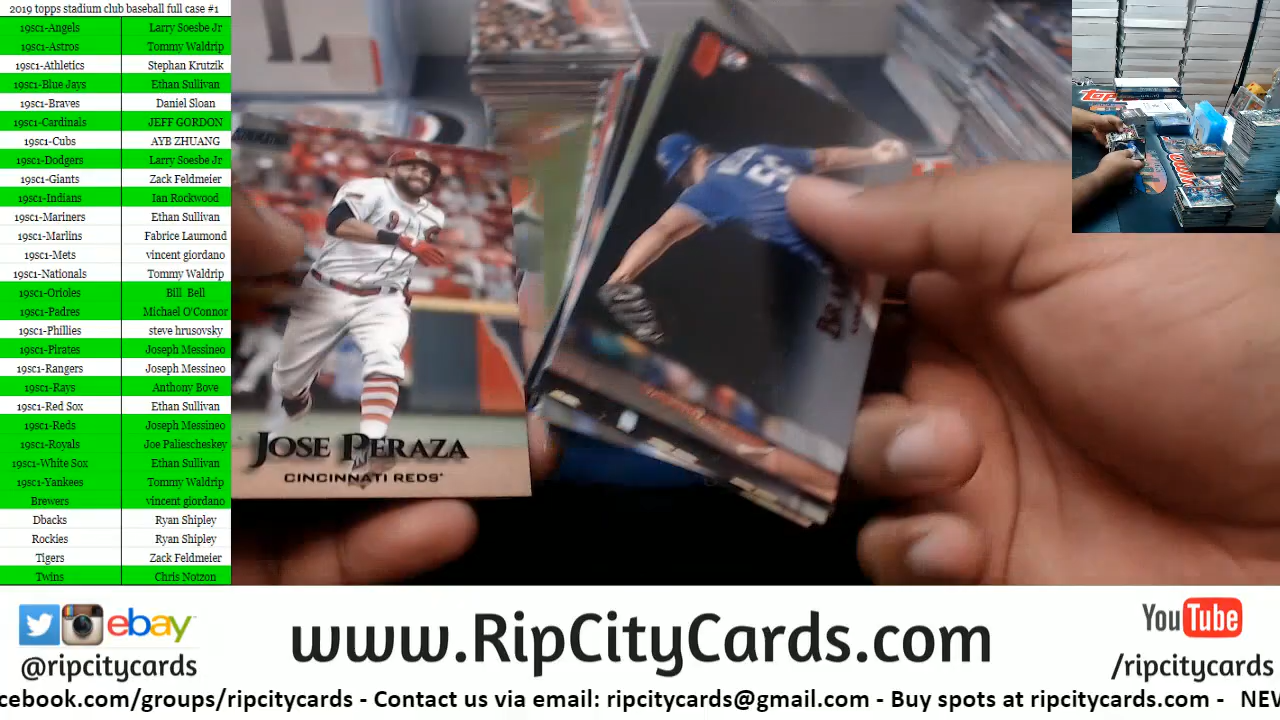 2019 topps stadium club baseball full case #1
19sc1-Angels Larry Soesbe Jr
19sc1-Astros Tommy Waldrip
19sc1-Athletics Stephan Krutzik
19sc1-Blue Jays Ethan Sullivan
19sc1-Braves Daniel Sloan
19sc1-Cardinals JEFF GORDON
19sc1-Cubs AYB ZHUANG
19sc1-Dodgers Larry Soesbe Jr
19sc1-Giants Zack Feldmeier
19sc1-Indians Ian Rockwood
19sc1-Mariners Ethan Sullivan
19sc1-Marlins Fabrice Laumond
19sc1-Mets vincent giordano
19sc1-Nationals Tommy Waldrip
19sc1-Orioles Bill Bell
19sc1-Padres Michael O'Connor
19sc1-Phillies steve hrusovsky
19sc1-Pirates Joseph Messineo
19sc1-Rangers Joseph Messineo
19sc1-Rays Anthony Bove
19sc1-Red Sox Ethan Sullivan
19sc1-Reds Joseph Messineo
19sc1-Royals Joe Paliescheskey
19sc1-White Sox Ethan Sullivan
19sc1-Yankees Tommy Waldrip
Brewers vincent giordano
Dbacks Ryan Shipley
Rockies Ryan Shipley
Tigers Zack Feldmeier
Twins Chris Notzon
JOSE PERAZA
CINCINNATI REDS
ebay
@ripcitycards
www.RipCityCards.com
YouTube
/ripcitycards
cebook.com/groups/ripcitycards - Contact us via email: ripcitycards@gmail.com - Buy spots at ripcitycards.com - NEV